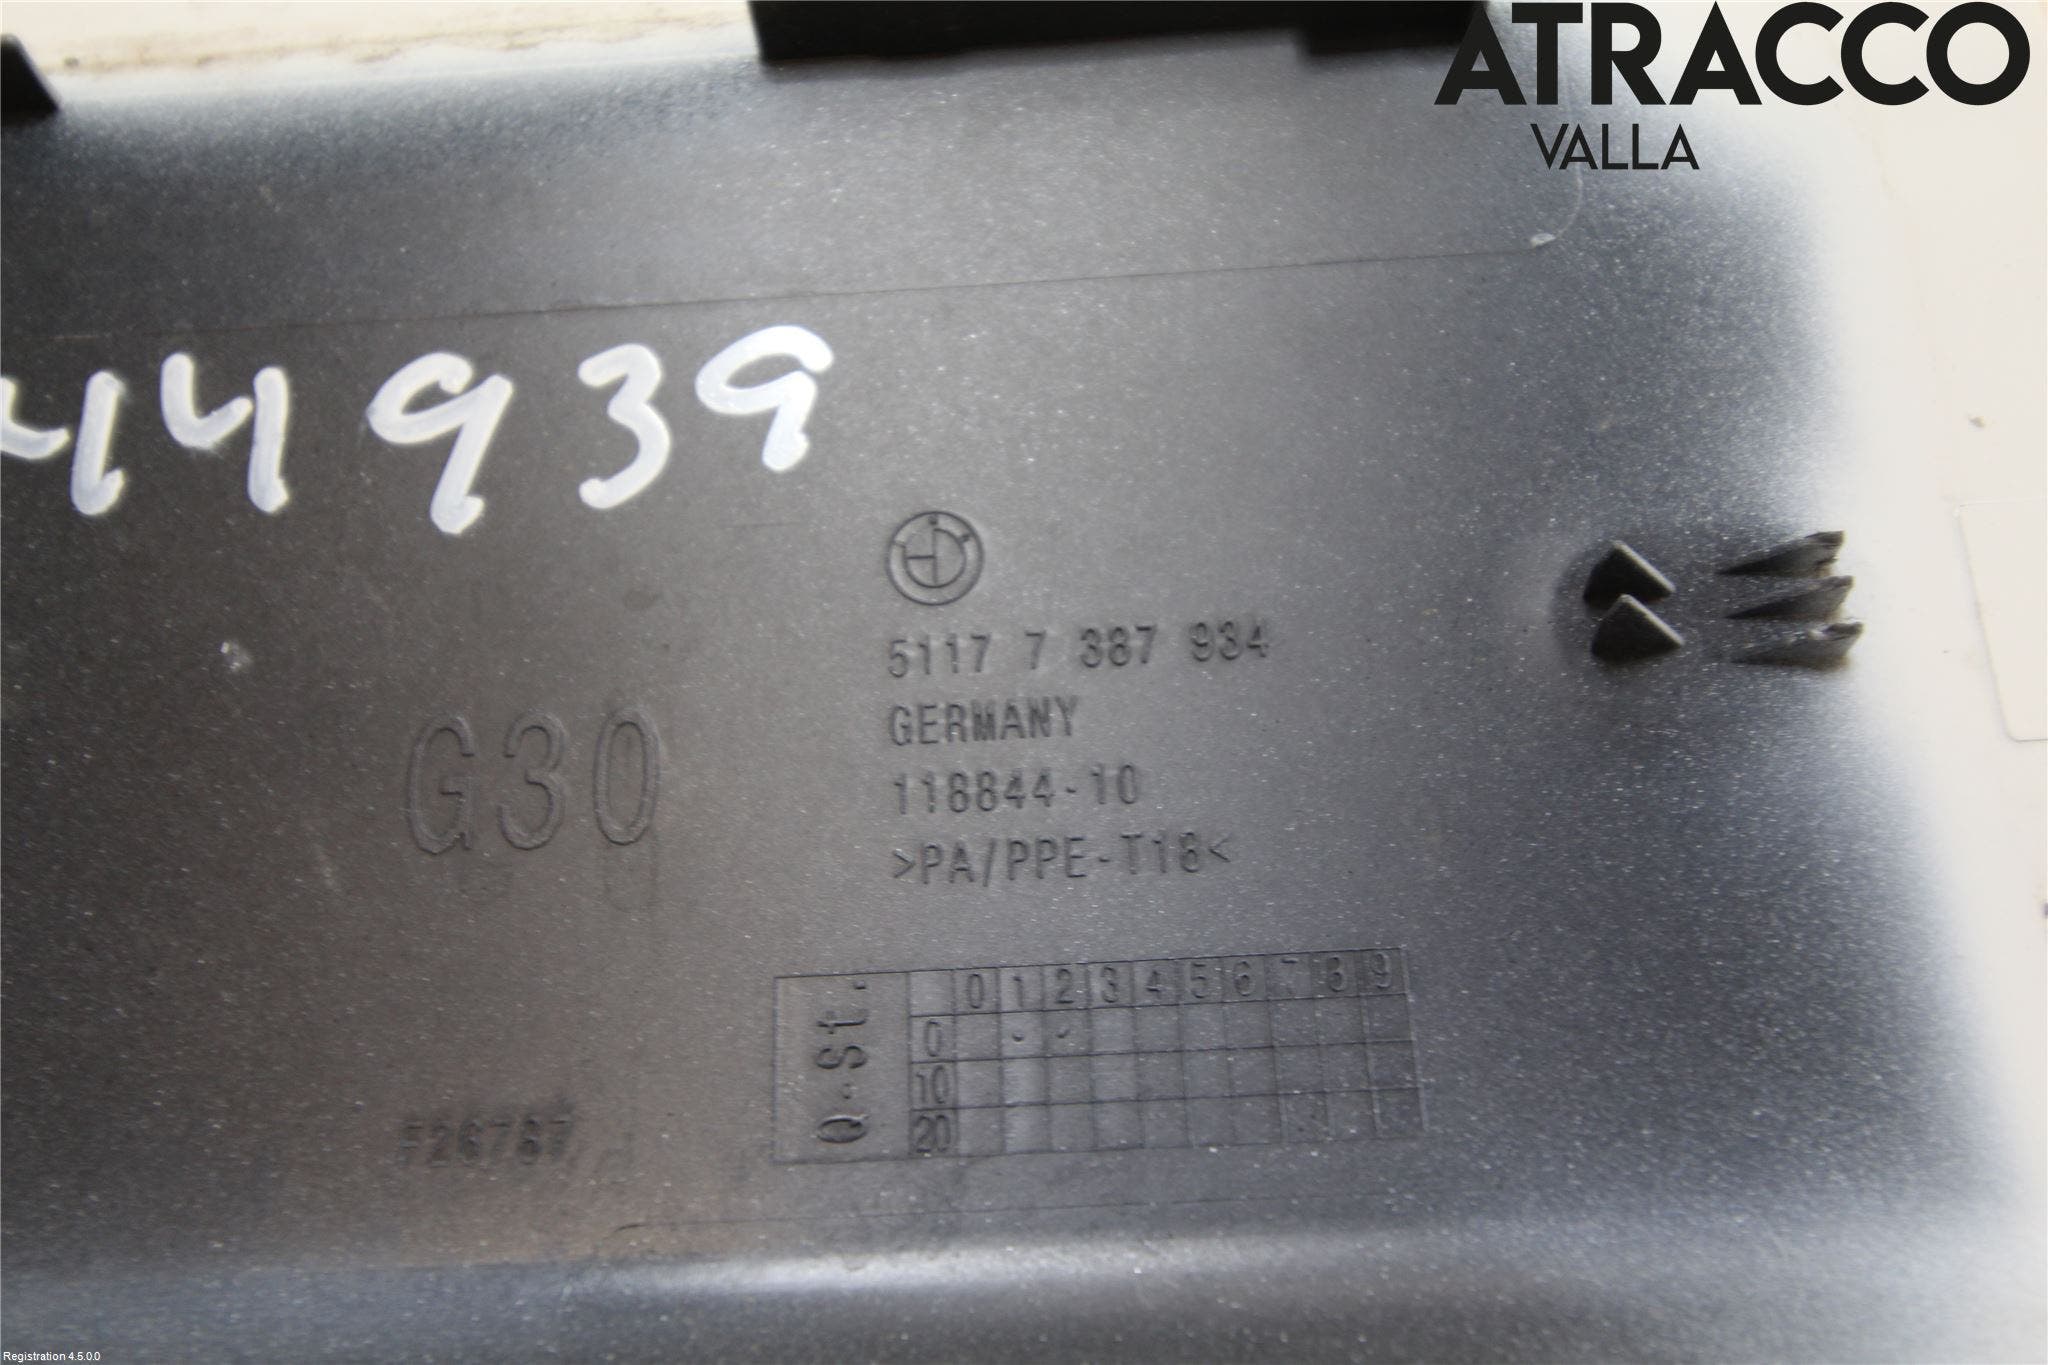 ATRACCO
VALLA
44939
5117 7 387 934
GERMANY
G30
118844-10
>PA/PPE-T18<
Q-St.
0 1 2 3 4 5 6 7 8 9
0
10
20
F26767
Registration 4.5.0.0